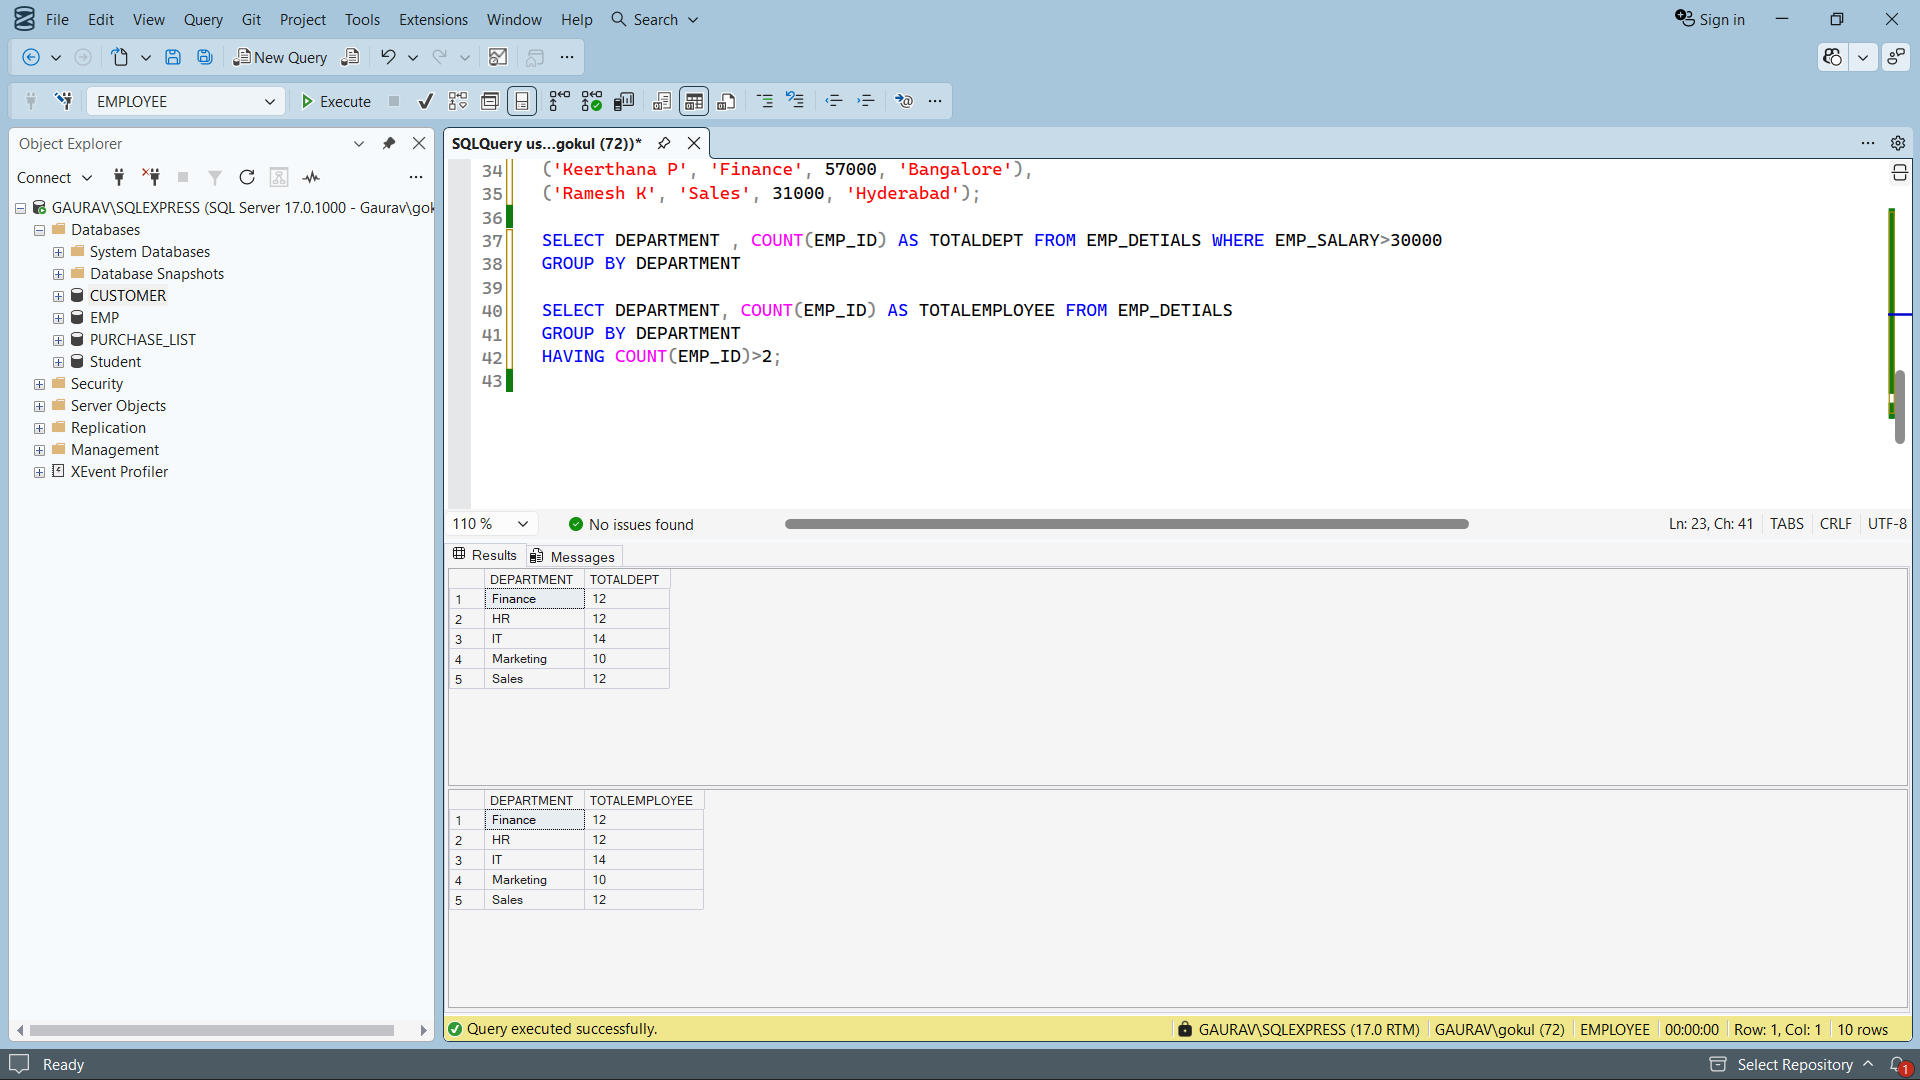 File Edit View Query Git Project Tools Extensions Window Help Search Sign in
New Query
EMPLOYEE Execute
Object Explorer
Connect
GAURAV\SQLEXPRESS (SQL Server 17.0.1000 - Gaurav\gok
Databases
System Databases
Database Snapshots
CUSTOMER
EMP
PURCHASE_LIST
Student
Security
Server Objects
Replication
Management
XEvent Profiler
SQLQuery us...gokul (72))*
34 ('Keerthana P', 'Finance', 57000, 'Bangalore'),
35 ('Ramesh K', 'Sales', 31000, 'Hyderabad');
36
37 SELECT DEPARTMENT , COUNT(EMP_ID) AS TOTALDEPT FROM EMP_DETIALS WHERE EMP_SALARY>30000
38 GROUP BY DEPARTMENT
39
40 SELECT DEPARTMENT, COUNT(EMP_ID) AS TOTALEMPLOYEE FROM EMP_DETIALS
41 GROUP BY DEPARTMENT
42 HAVING COUNT(EMP_ID)>2;
43
110 % No issues found Ln: 23, Ch: 41 TABS CRLF UTF-8
Results Messages
DEPARTMENT TOTALDEPT
1 Finance 12
2 HR 12
3 IT 14
4 Marketing 10
5 Sales 12
DEPARTMENT TOTALEMPLOYEE
1 Finance 12
2 HR 12
3 IT 14
4 Marketing 10
5 Sales 12
Query executed successfully. GAURAV\SQLEXPRESS (17.0 RTM) GAURAV\gokul (72) EMPLOYEE 00:00:00 Row: 1, Col: 1 10 rows
Ready Select Repository 1